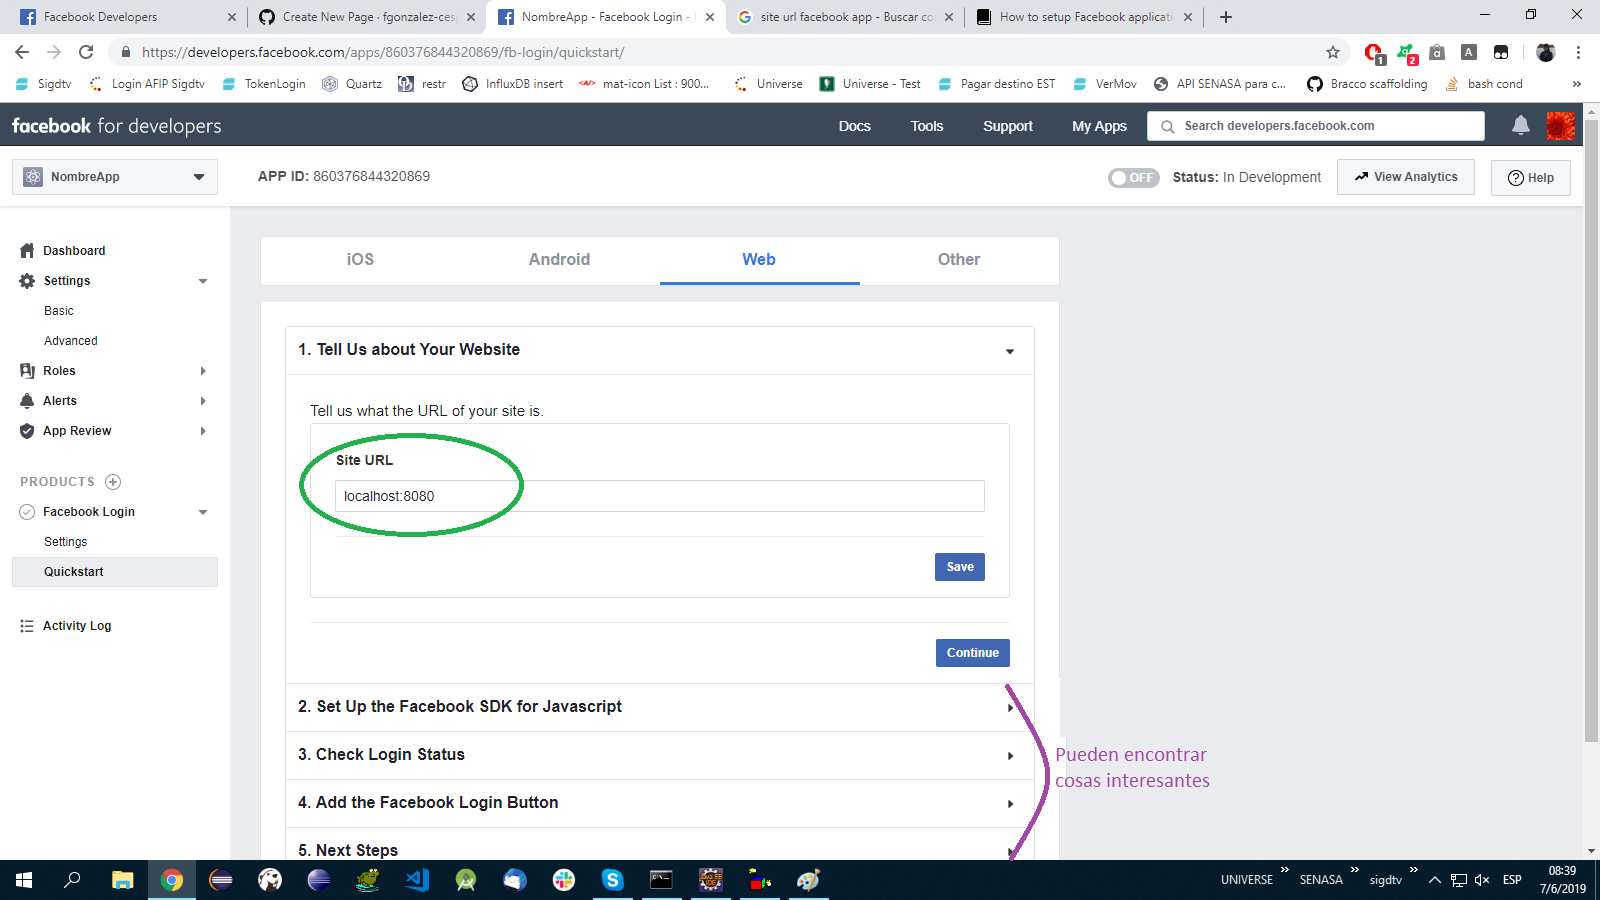 Facebook Developers
Create New Page · fgonzalez-ces
NombreApp - Facebook Login -
site url facebook app - Buscar co
How to setup Facebook applicati
https://developers.facebook.com/apps/860376844320869/fb-login/quickstart/
1
2
Sigdtv
Login AFIP Sigdtv
TokenLogin
Quartz
restr
InfluxDB insert
mat-icon List : 900...
Universe
Universe - Test
Pagar destino EST
VerMov
API SENASA para c...
Bracco scaffolding
bash cond
»
facebook for developers
Docs
Tools
Support
My Apps
Search developers.facebook.com
NombreApp
APP ID: 860376844320869
OFF
Status: In Development
View Analytics
Help
Dashboard
Settings
Basic
Advanced
Roles
Alerts
App Review
PRODUCTS
Facebook Login
Settings
Quickstart
Activity Log
iOS
Android
Web
Other
1. Tell Us about Your Website
Tell us what the URL of your site is.
Site URL
localhost:8080
Save
Continue
2. Set Up the Facebook SDK for Javascript
3. Check Login Status
4. Add the Facebook Login Button
5. Next Steps
Pueden encontrar
cosas interesantes
UNIVERSE »
SENASA »
sigdtv »
ESP
08:39
7/6/2019